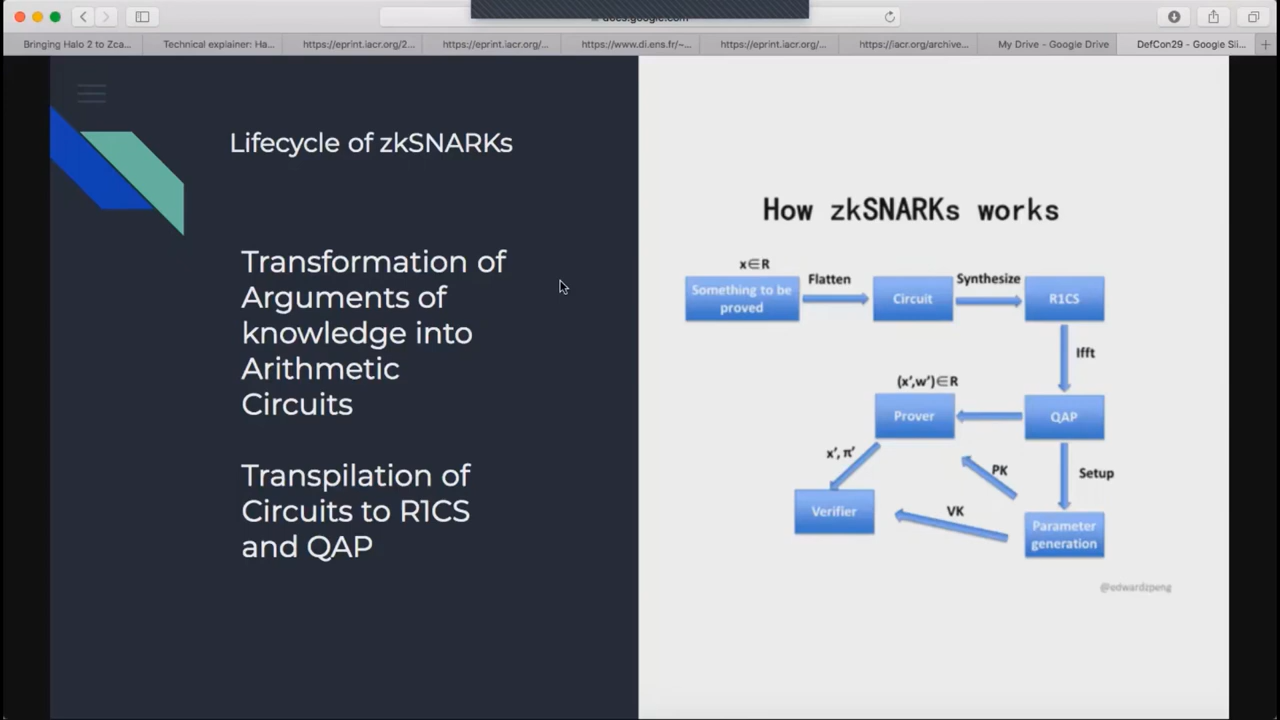 docs.google.com
Bringing Halo 2 to Zca...
Technical explainer: Ha...
https://eprint.iacr.org/2...
https://eprint.iacr.org/...
https://www.di.ens.fr/~...
https://eprint.iacr.org/...
https://iacr.org/archive...
My Drive - Google Drive
DefCon29 - Google Sli...
Lifecycle of zkSNARKs
Transformation of
Arguments of
knowledge into
Arithmetic
Circuits
Transpilation of
Circuits to R1CS
and QAP
How zkSNARKs works
x∈R
Something to be
proved
Flatten
Circuit
Synthesize
R1CS
Ifft
(x',w')∈R
Prover
QAP
x', π'
PK
Setup
Verifier
VK
Parameter
generation
@edwardzpeng